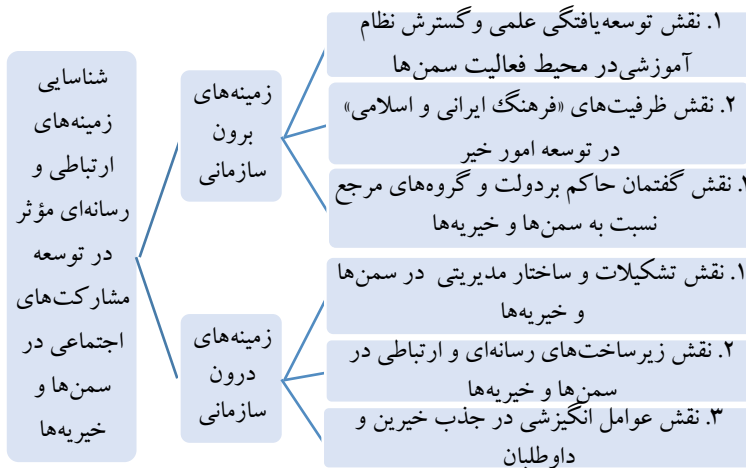 شناسایی
زمینه‌های
ارتباطی و
رسانه‌ای مؤثر
در توسعه
مشارکت‌های
اجتماعی در
سمن‌ها و
خیریه‌ها
زمینه‌های
برون
سازمانی
۱. نقش توسعه‌یافتگی علمی وگسترش نظام
آموزشی‌در محیط فعالیت سمن‌ها
۲. نقش ظرفیت‌های «فرهنگ ایرانی و اسلامی»
در توسعه امور خیر
. نقش گفتمان حاکم بردولت و گروه‌های مرجع
نسبت به سمن‌ها و خیریه‌ها
زمینه‌های
درون
سازمانی
۱. نقش تشکیلات و ساختار مدیریتی در سمن‌ها
و خیریه‌ها
۲. نقش زیرساخت‌های رسانه‌ای و ارتباطی در
سمن‌ها و خیریه‌ها
۳. نقش عوامل انگیزشی در جذب خیرین و
داوطلبان